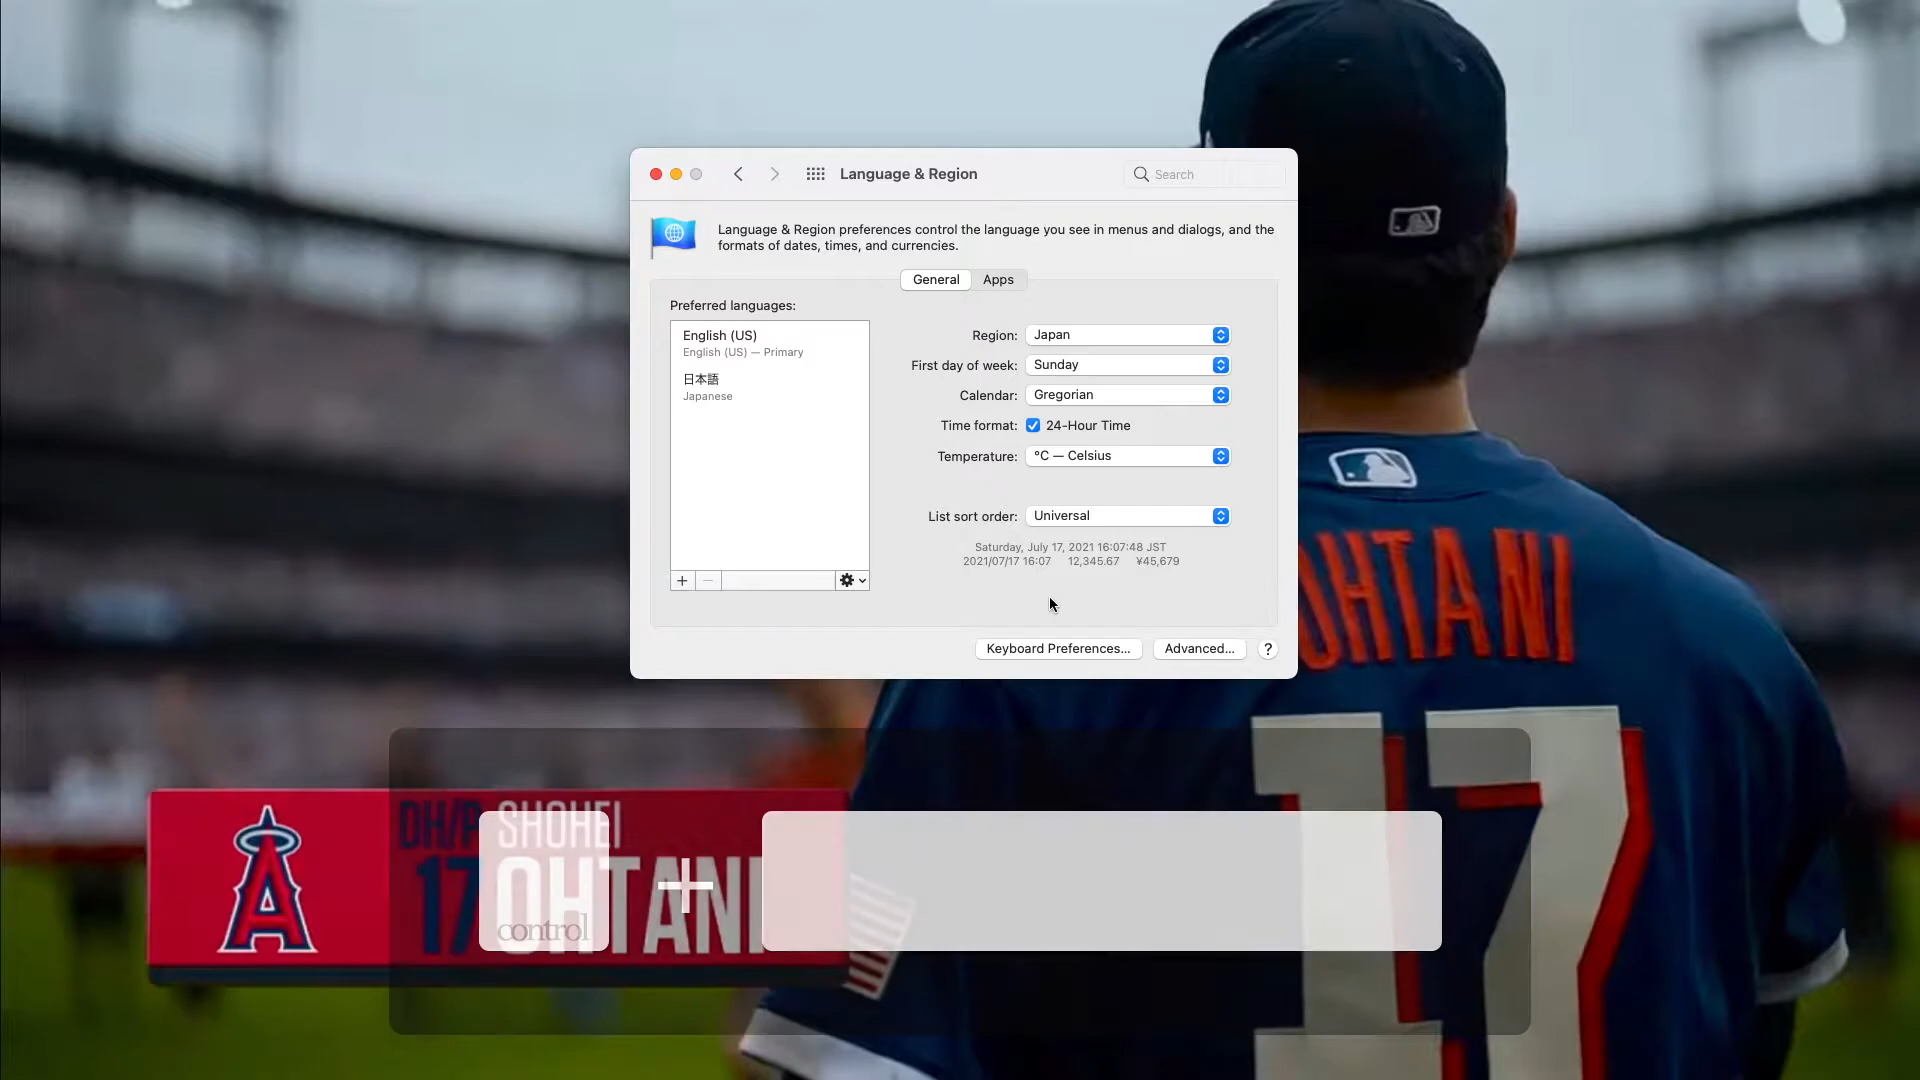 Language & Region
Search
Language & Region preferences control the language you see in menus and dialogs, and the
formats of dates, times, and currencies.
General
Apps
Preferred languages:
English (US)
English (US) — Primary
日本語
Japanese
Region:
Japan
First day of week:
Sunday
Calendar:
Gregorian
Time format:
24-Hour Time
Temperature:
°C — Celsius
List sort order:
Universal
Saturday, July 17, 2021 16:07:48 JST
2021/07/17 16:07 12,345.67 ¥45,679
Keyboard Preferences...
Advanced...
?
OHTANI
17
A
DH/P SHOHEI
17 OHTANI
control
+